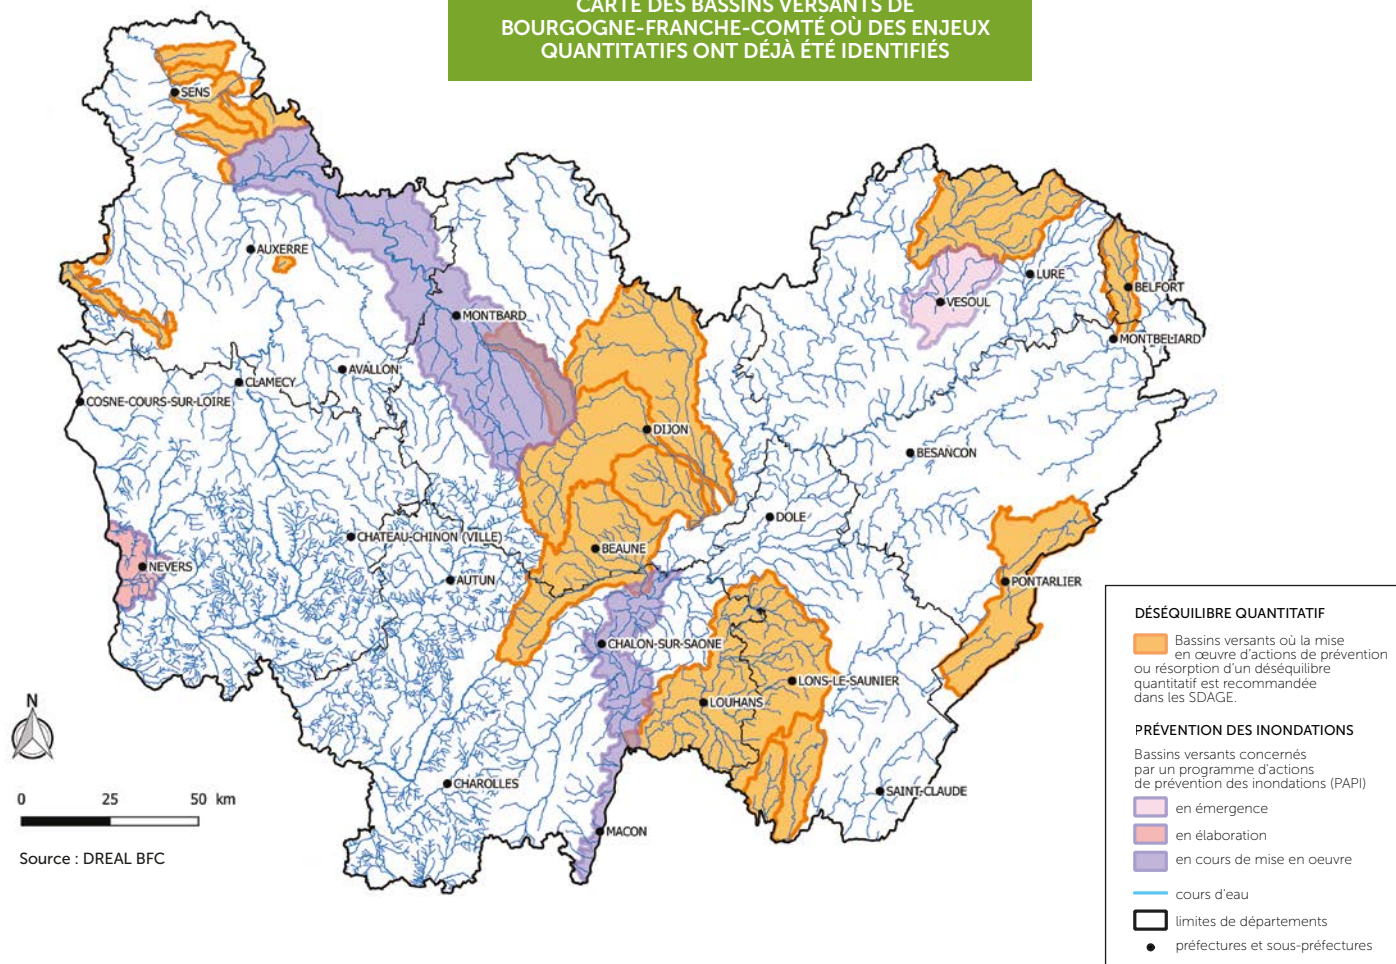 CARTE DES BASSINS VERSANTS DE
BOURGOGNE-FRANCHE-COMTÉ OÙ DES ENJEUX
QUANTITATIFS ONT DÉJÀ ÉTÉ IDENTIFIÉS
SENS
AUXERRE
MONTBARD
AVALLON
CLAMECY
COSNE-COURS-SUR-LOIRE
VESOUL
LURE
BELFORT
MONTBELIARD
DIJON
BESANCON
DOLE
CHATEAU-CHINON (VILLE)
BEAUNE
NEVERS
AUTUN
PONTARLIER
CHALON-SUR-SAONE
LONS-LE-SAUNIER
LOUHANS
CHAROLLES
SAINT-CLAUDE
MACON
N
0 25 50 km
Source : DREAL BFC
DÉSÉQUILIBRE QUANTITATIF
Bassins versants où la mise
en œuvre d'actions de prévention
ou résorption d'un déséquilibre
quantitatif est recommandée
dans les SDAGE.
PRÉVENTION DES INONDATIONS
Bassins versants concernés
par un programme d'actions
de prévention des inondations (PAPI)
en émergence
en élaboration
en cours de mise en oeuvre
cours d'eau
limites de départements
préfectures et sous-préfectures